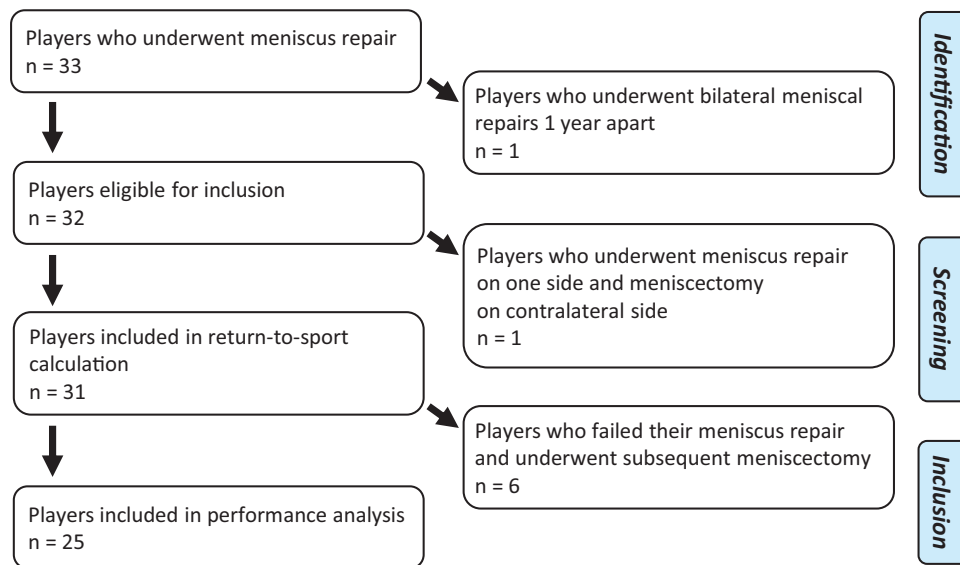 Players who underwent meniscus repair
n = 33
Identification
Players who underwent bilateral meniscal
repairs 1 year apart
n = 1
Players eligible for inclusion
n = 32
Players who underwent meniscus repair
on one side and meniscectomy
on contralateral side
n = 1
Screening
Players included in return-to-sport
calculation
n = 31
Players who failed their meniscus repair
and underwent subsequent meniscectomy
n = 6
Inclusion
Players included in performance analysis
n = 25